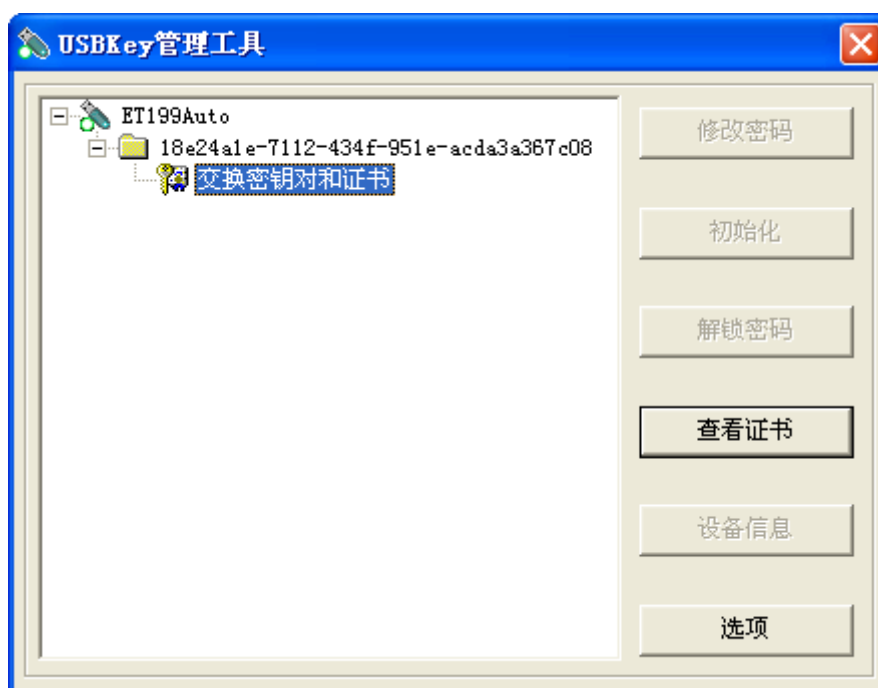 USBKey管理工具
ET199Auto
18e24a1e-7112-434f-951e-acda3a367c08
交换密钥对和证书
修改密码
初始化
解锁密码
查看证书
设备信息
选项